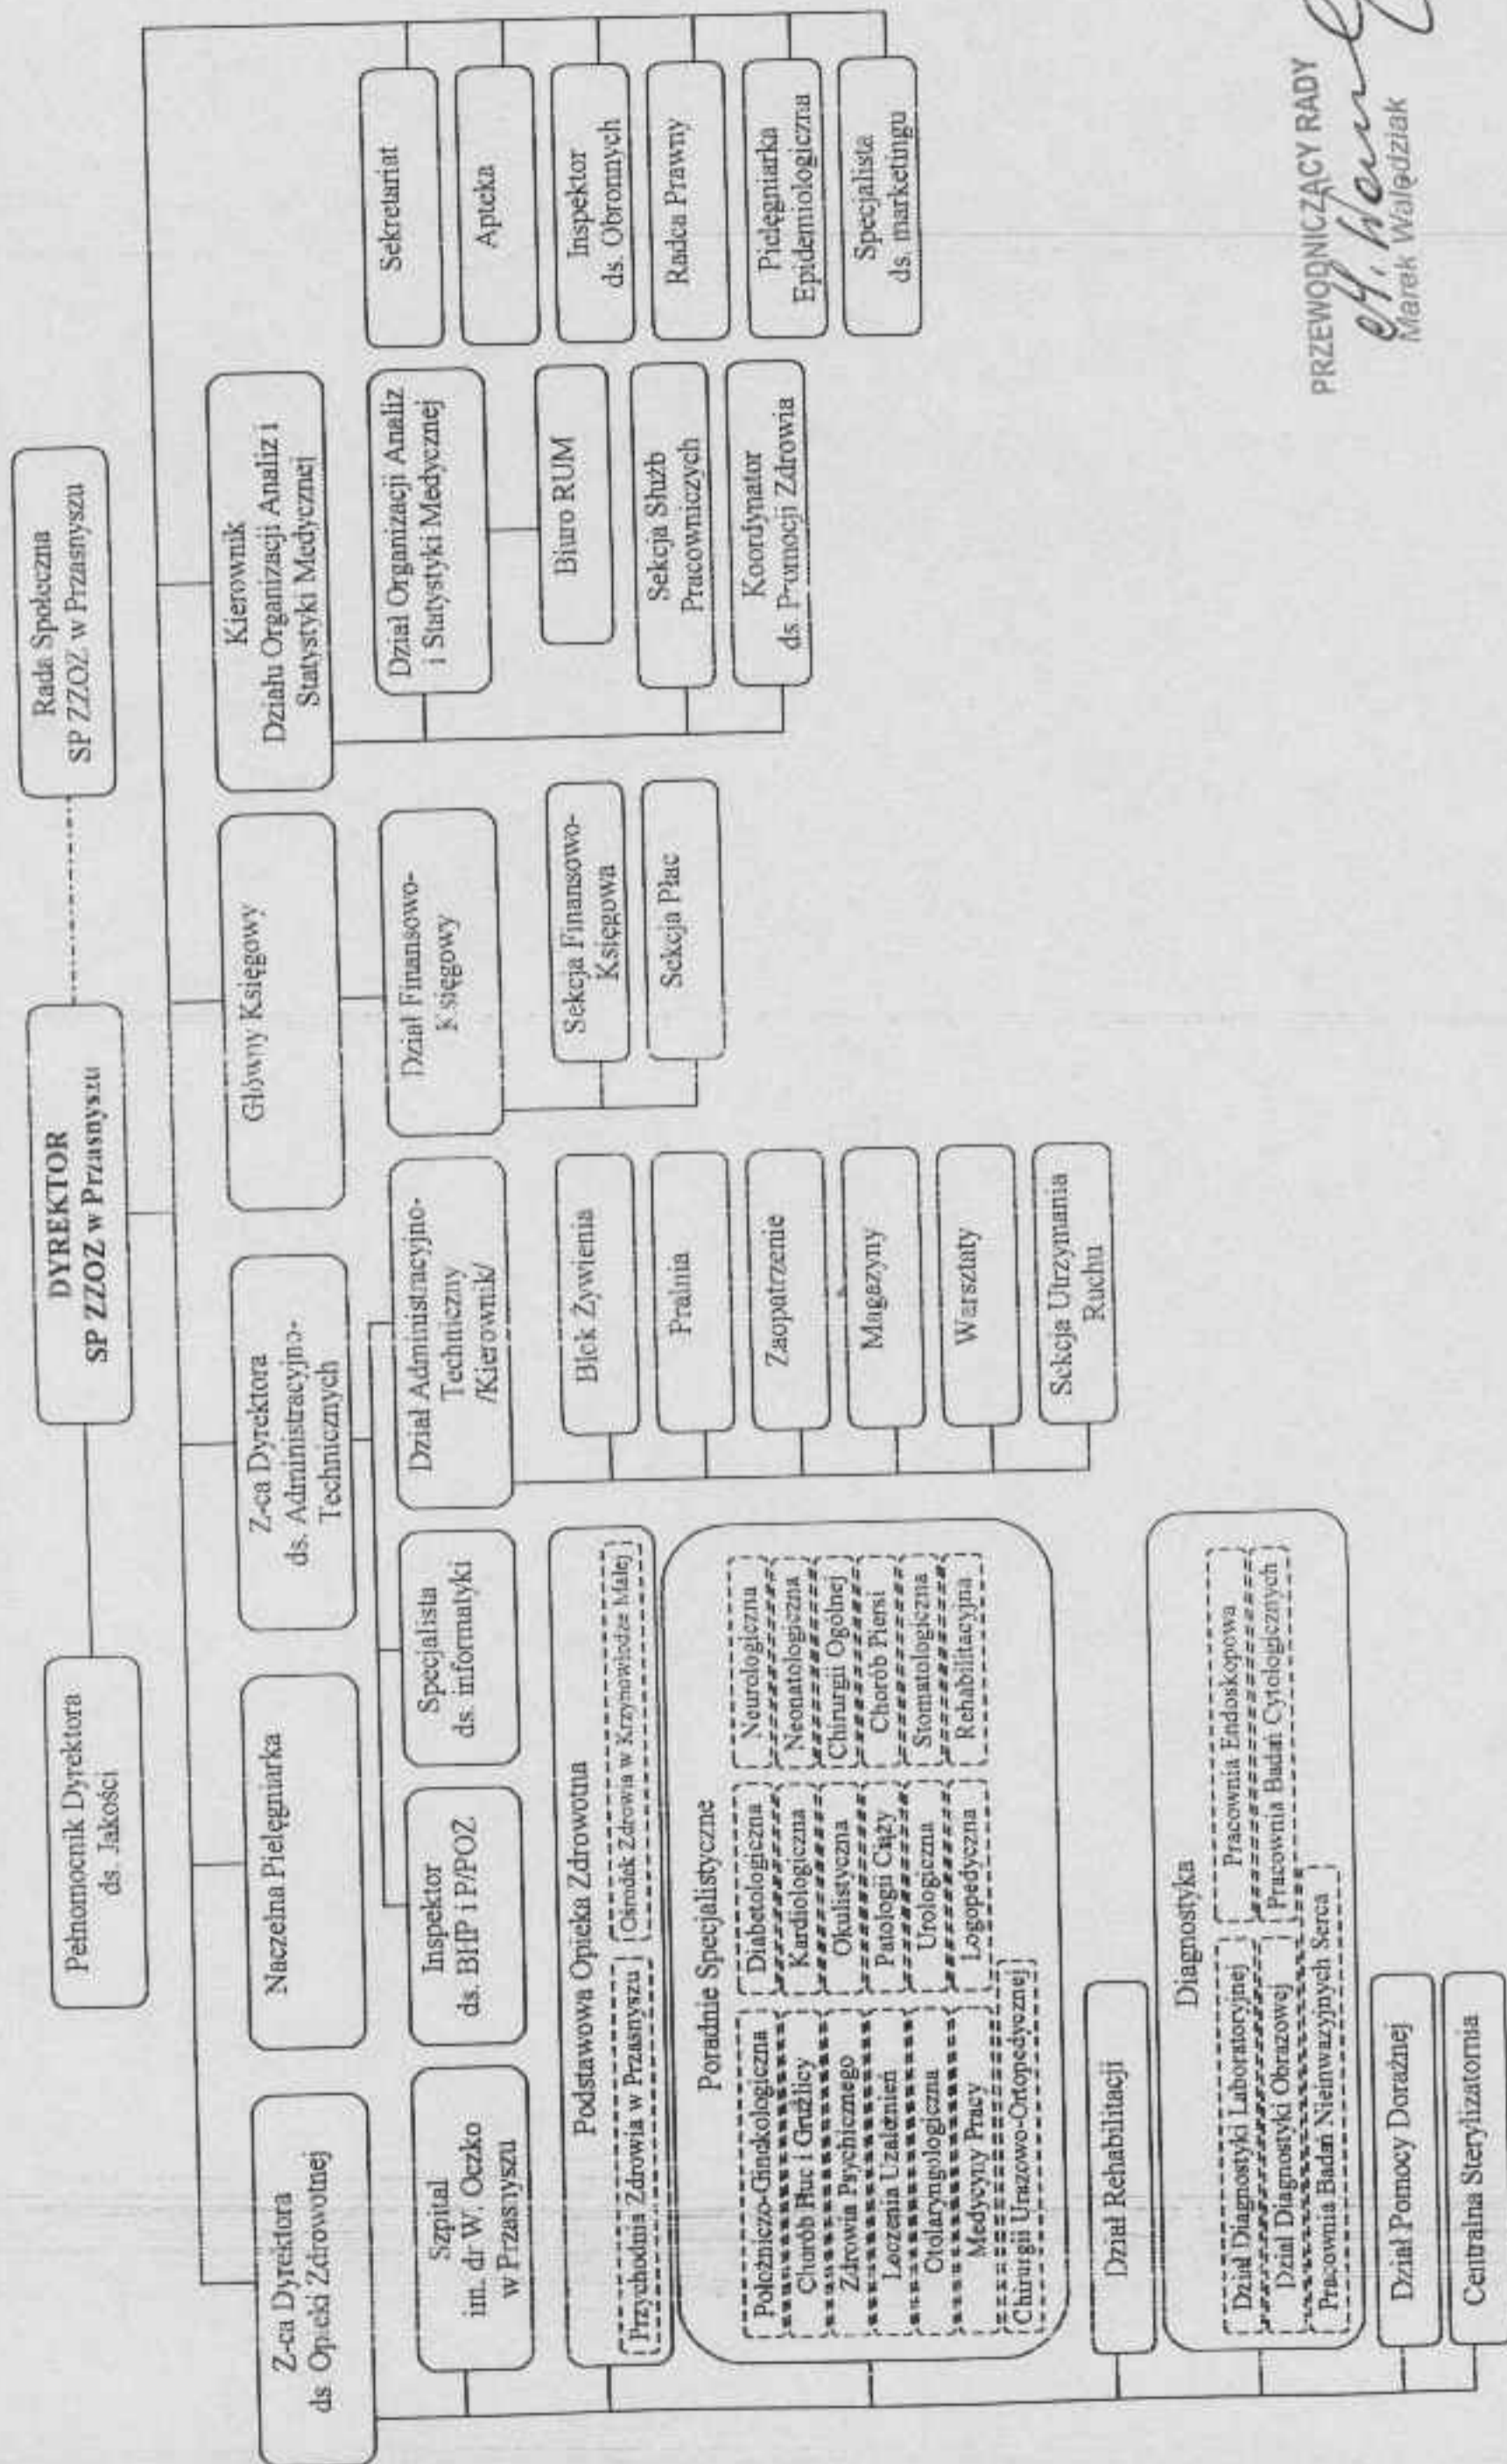 Rada Społeczna
SP ZZOZ w Przasnyszu
DYREKTOR
SP ZZOZ w Przasnyszu
Pełnomocnik Dyrektora
ds. Jakości
Z-ca Dyrektora
ds Opieki Zdrowotnej
Naczelna Pielęgniarka
Z-ca Dyrektora
ds. Administracyjno-
Technicznych
Główny Księgowy
Kierownik
Działu Organizacji Analiz i
Statystyki Medycznej
Szpital
im. dr W. Oczko
w Przasnyszu
Inspektor
ds. BHP i P/POZ
Specjalista
ds. informatyki
Dział Administracyjno-
Techniczny
/Kierownik/
Dział Finansowo-
Księgowy
Dział Organizacji Analiz
i Statystyki Medycznej
Sekretariat
Apteka
Inspektor
ds. Obronnych
Radca Prawny
Pielęgniarka
Epidemiologiczna
Specjalista
ds. marketingu
Biuro RUM
Sekcja Służb
Pracowniczych
Koordynator
ds. Promocji Zdrowia
Sekcja Finansowo-
Księgowa
Sekcja Płac
Blok Żywienia
Pralnia
Zaopatrzenie
Magazyny
Warsztaty
Sekcja Utrzymania
Ruchu
Podstawowa Opieka Zdrowotna
Przychodnia Zdrowia w Przasnyszu
Ośrodek Zdrowia w Krzynowłodze Małej
Poradnie Specjalistyczne
Położniczo-Ginekologiczna
Chorób Płuc i Gruźlicy
Zdrowia Psychicznego
Leczenia Uzależnień
Otolaryngologiczna
Medycyny Pracy
Chirurgii Urazowo-Ortopedycznej
Diabetologiczna
Kardiologiczna
Okulistyczna
Patologii Ciąży
Urologiczna
Logopedyczna
Neurologiczna
Neonatologiczna
Chirurgii Ogólnej
Chorób Piersi
Stomatologiczna
Rehabilitacyjna
Dział Rehabilitacji
Diagnostyka
Dział Diagnostyki Laboratoryjnej
Dział Diagnostyki Obrazowej
Pracownia Badań Nieinwazyjnych Serca
Pracownia Endoskopowa
Pracownia Badań Cytologicznych
Dział Pomocy Doraźnej
Centralna Sterylizatornia
PRZEWODNICZĄCY RADY
Marek Walędziak